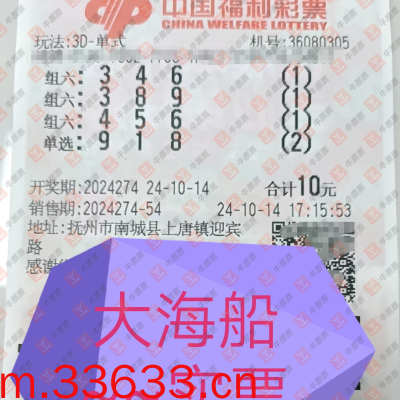 中国福利彩票
CHINA WELFARE LOTTERY
玩法:3D-单式 机号:36080305
组六: 3 4 6 (1)
组六: 3 8 9 (1)
组六: 4 5 6 (1)
单选: 9 1 8 (2)
开奖期:2024274 24-10-14 合计10元
销售期:2024274-54 24-10-14 17:15:53
地址:抚州市南城县上唐镇迎宾
路
感谢
大海船
m.33633.cn